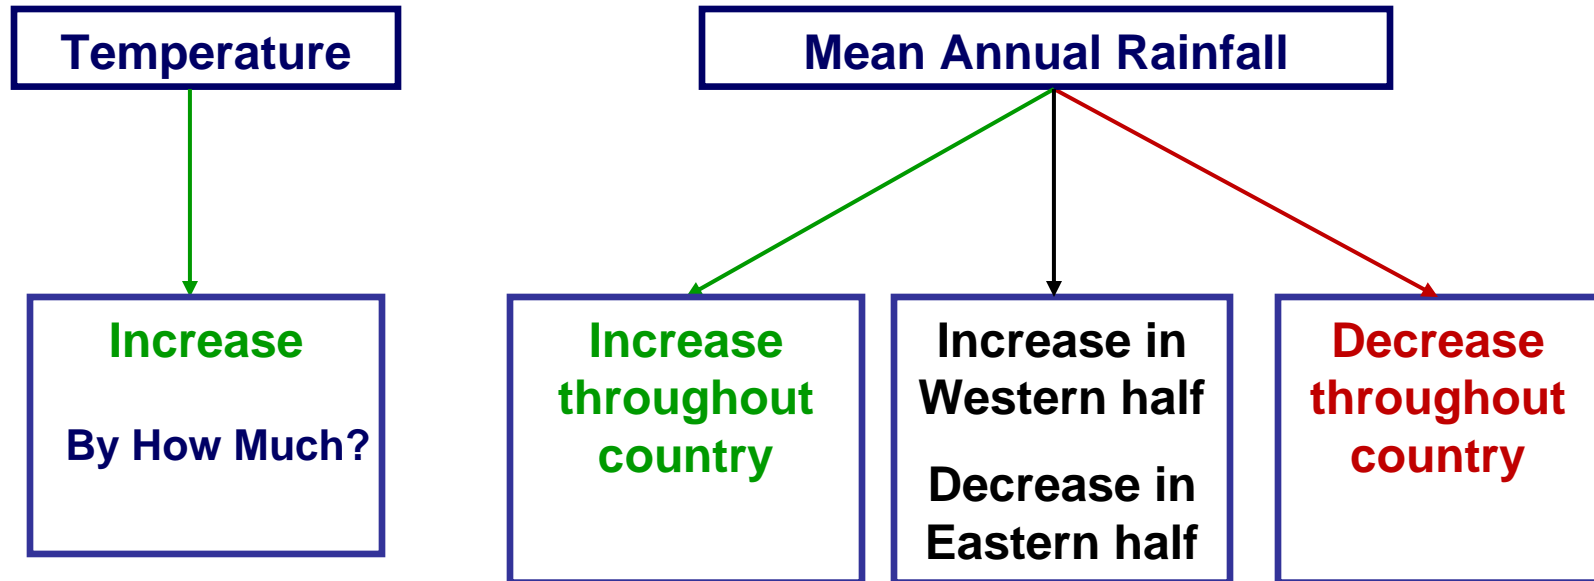 Temperature
Mean Annual Rainfall
Increase
By How Much?
Increase
throughout
country
Increase in
Western half
Decrease in
Eastern half
Decrease
throughout
country